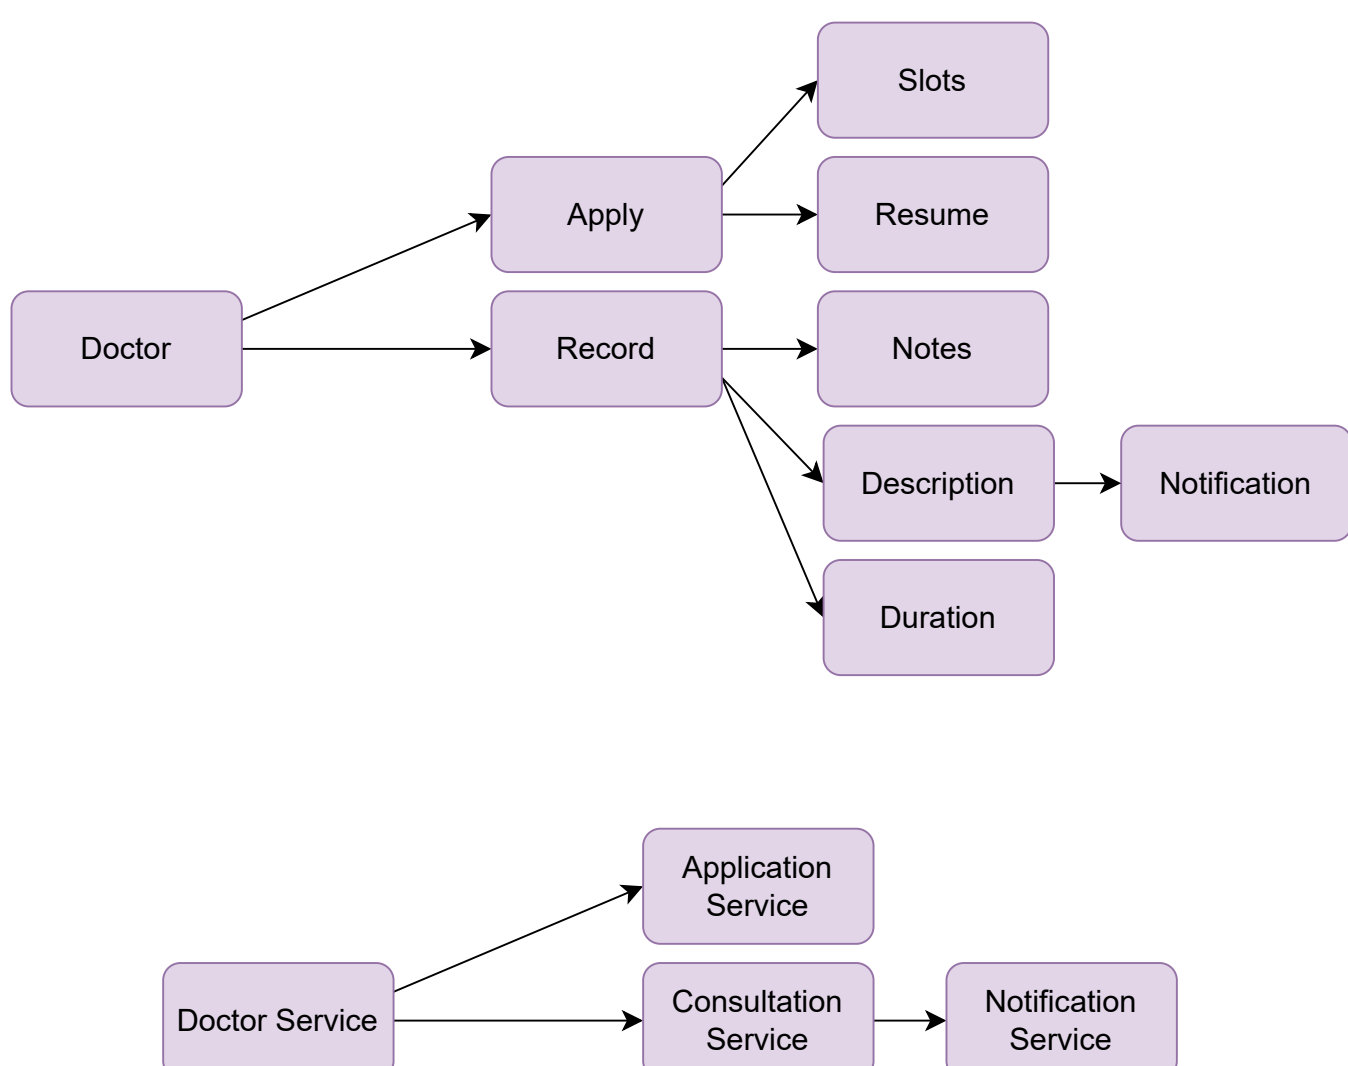 Slots
Apply
Resume
Doctor
Record
Notes
Description
Notification
Duration
Application
Service
Doctor Service
Consultation
Service
Notification
Service